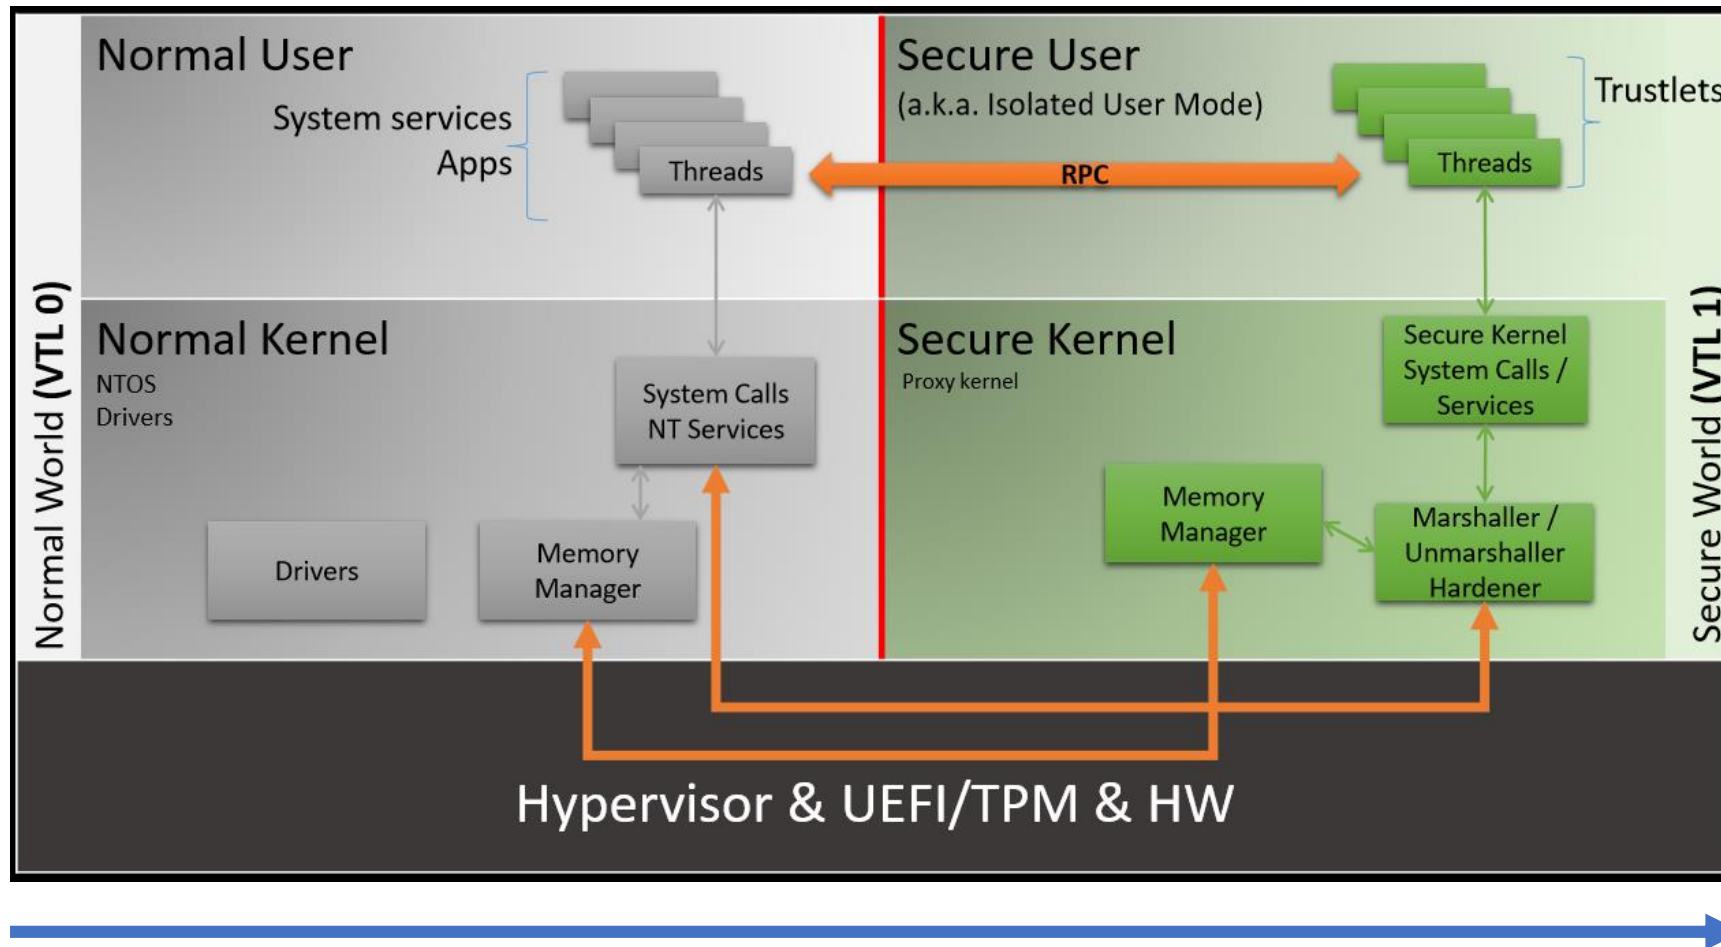 Normal User
System services
Apps
Threads
RPC
Secure User
(a.k.a. Isolated User Mode)
Threads
Trustlets
Normal World (VTL 0)
Normal Kernel
NTOS
Drivers
System Calls
NT Services
Drivers
Memory
Manager
Secure Kernel
Proxy kernel
Secure Kernel
System Calls /
Services
Memory
Manager
Marshaller /
Unmarshaller
Hardener
Secure World (VTL 1)
Hypervisor & UEFI/TPM & HW